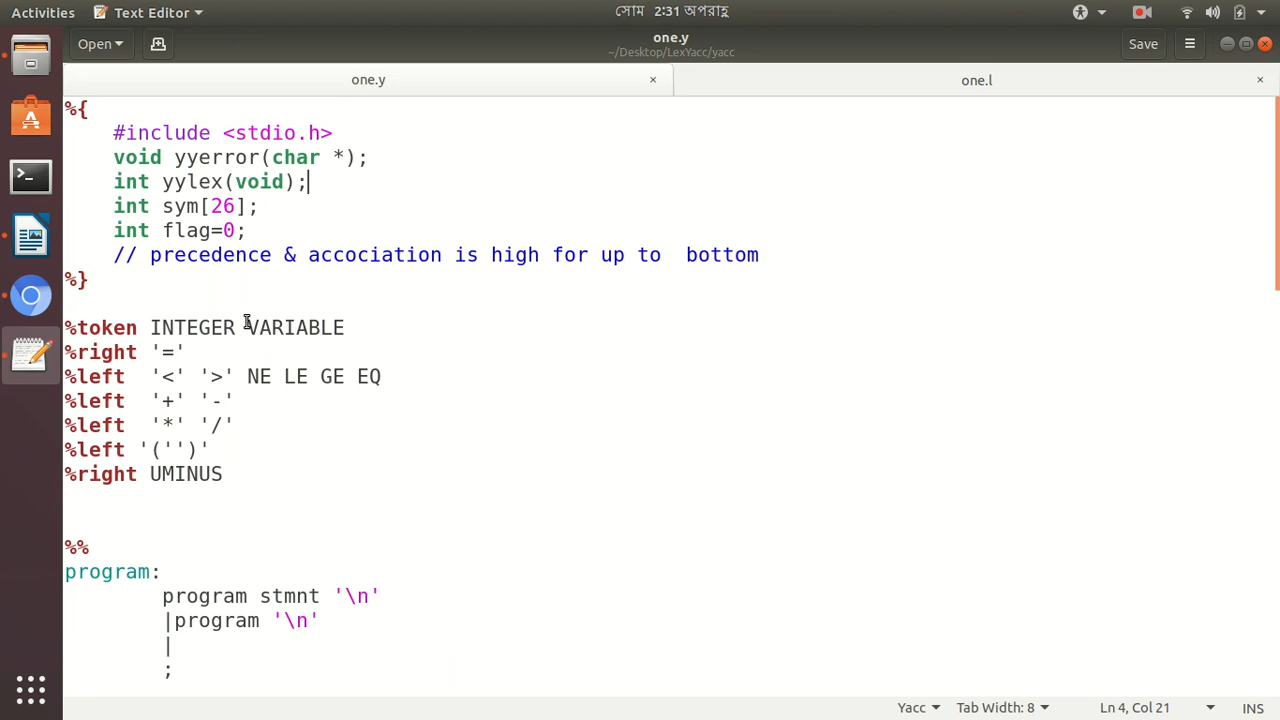 Activities
Text Editor
সোম 2:31 অপরাহ্ণ
Open
one.y
~/Desktop/LexYacc/yacc
Save
one.y
one.l
%{
#include <stdio.h>
void yyerror(char *);
int yylex(void);
int sym[26];
int flag=0;
// precedence & accociation is high for up to  bottom
%}
%token INTEGER VARIABLE
%right '='
%left  '<' '>' NE LE GE EQ
%left  '+' '-'
%left  '*' '/'
%left '('')'
%right UMINUS
%%
program:
program stmnt '\n'
|program '\n'
|
;
Yacc
Tab Width: 8
Ln 4, Col 21
INS